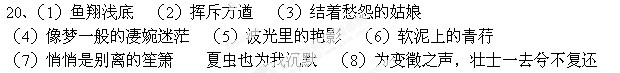 20、（1）鱼翔浅底　（2）挥斥方遒　（3）结着愁怨的姑娘
（4）像梦一般的凄婉迷茫　（5）波光里的艳影　（6）软泥上的青荇
（7）悄悄是别离的笙箫　　夏虫也为我沉默　（8）为变徵之声，壮士一去兮不复还